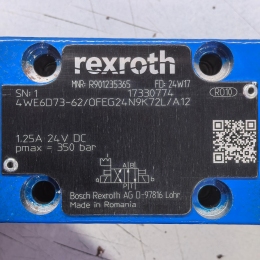 rexroth
MNR: R901235365 FD: 24W17
SN: 1 17330774 RO10
4WE6D73-62/OFEG24N9K72L/A12
1.25A 24V DC
pmax = 350 bar
Bosch Rexroth AG D-97816 Lohr
Made in Romania